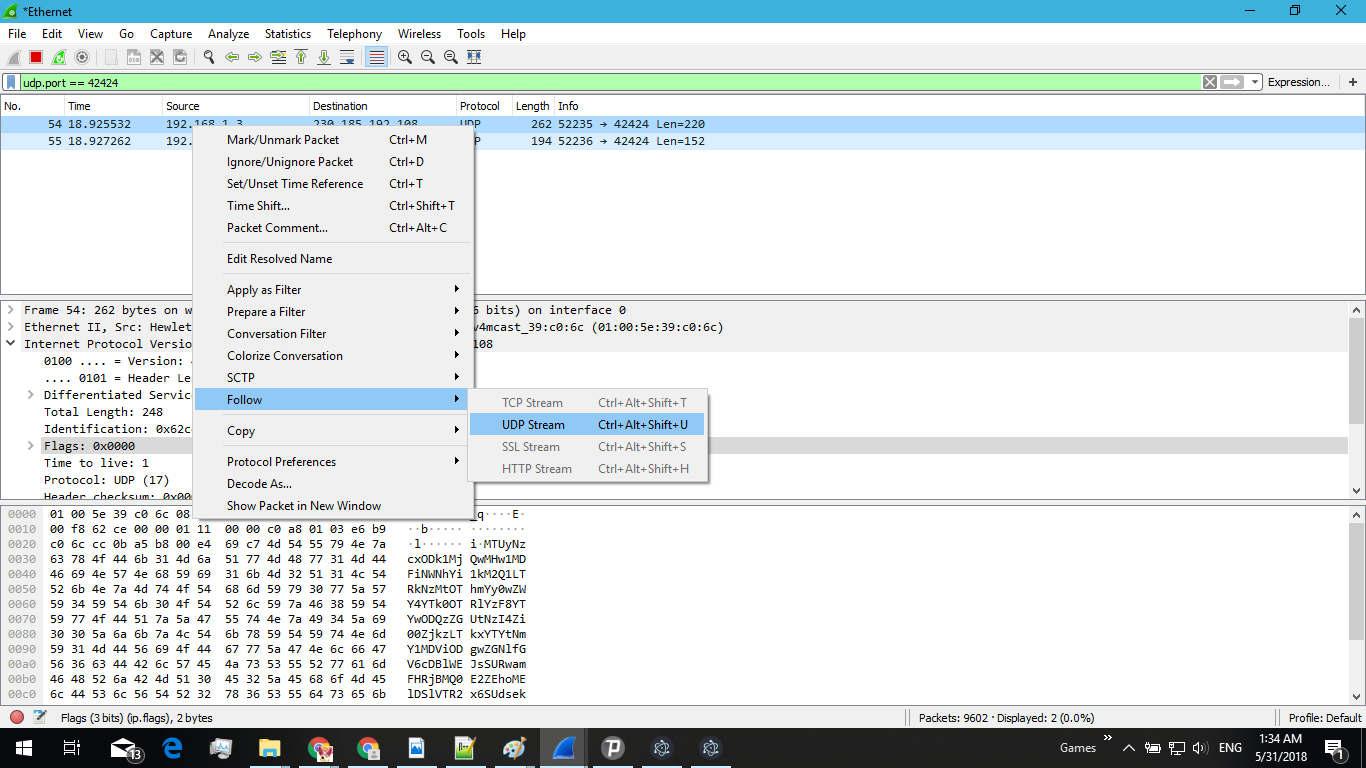 *Ethernet
File Edit View Go Capture Analyze Statistics Telephony Wireless Tools Help
udp.port == 42424
Expression... +
No. Time Source Destination Protocol Length Info
54 18.925532 192.168.1.3 230.185.192.108 UDP 262 52235 → 42424 Len=220
55 18.927262 192. 194 52236 → 42424 Len=152
Mark/Unmark Packet Ctrl+M
Ignore/Unignore Packet Ctrl+D
Set/Unset Time Reference Ctrl+T
Time Shift... Ctrl+Shift+T
Packet Comment... Ctrl+Alt+C
Edit Resolved Name
Apply as Filter
Prepare a Filter
Conversation Filter
Colorize Conversation
SCTP
Follow
Copy
Protocol Preferences
Decode As...
Show Packet in New Window
TCP Stream Ctrl+Alt+Shift+T
UDP Stream Ctrl+Alt+Shift+U
SSL Stream Ctrl+Alt+Shift+S
HTTP Stream Ctrl+Alt+Shift+H
Frame 54: 262 bytes on w 6 bits) on interface 0
Ethernet II, Src: Hewlet v4mcast_39:c0:6c (01:00:5e:39:c0:6c)
Internet Protocol Versio 108
0100 .... = Version:
.... 0101 = Header Le
Differentiated Servic
Total Length: 248
Identification: 0x62c
Flags: 0x0000
Time to live: 1
Protocol: UDP (17)
Header checksum: 0x00
0000 01 00 5e 39 c0 6c 08 _q····E·
0010 00 f8 62 ce 00 00 01 11 00 00 c0 a8 01 03 e6 b9 ··b····· ········
0020 c0 6c cc 0b a5 b8 00 e4 69 c7 4d 54 55 79 4e 7a ·l······ i·MTUyNz
0030 63 78 4f 44 6b 31 4d 6a 51 77 4d 48 77 31 4d 44 cxODk1Mj QwMHw1MD
0040 46 69 4e 57 4e 68 59 69 31 6b 4d 32 51 31 4c 54 FiNWNhYi 1kM2Q1LT
0050 52 6b 4e 7a 4d 74 4f 54 68 6d 59 79 30 77 5a 57 RkNzMtOT hmYy0wZW
0060 59 34 59 54 6b 30 4f 54 52 6c 59 7a 46 38 59 54 Y4YTk0OT RlYzF8YT
0070 59 77 4f 44 51 7a 5a 47 55 74 4e 7a 49 34 5a 69 YwODQzZG UtNzI4Zi
0080 30 30 5a 6a 6b 7a 4c 54 6b 78 59 54 59 74 4e 6d 00ZjkzLT kxYTYtNm
0090 59 31 4d 44 56 69 4f 44 67 77 5a 47 4e 6c 66 47 Y1MDViOD gwZGNlfG
00a0 56 36 63 44 42 6c 57 45 4a 73 53 55 52 77 61 6d V6cDBlWE JsSURwam
00b0 46 48 52 6a 42 4d 51 30 45 32 5a 45 68 6f 4d 45 FHRjBMQ0 E2ZEhoME
00c0 6c 44 53 6c 56 54 52 32 78 36 53 55 64 73 65 6b lDSlVTR2 x6SUdsek
Flags (3 bits) (ip.flags), 2 bytes Packets: 9602 · Displayed: 2 (0.0%) Profile: Default
13 Games ENG 1:34 AM 5/31/2018 1